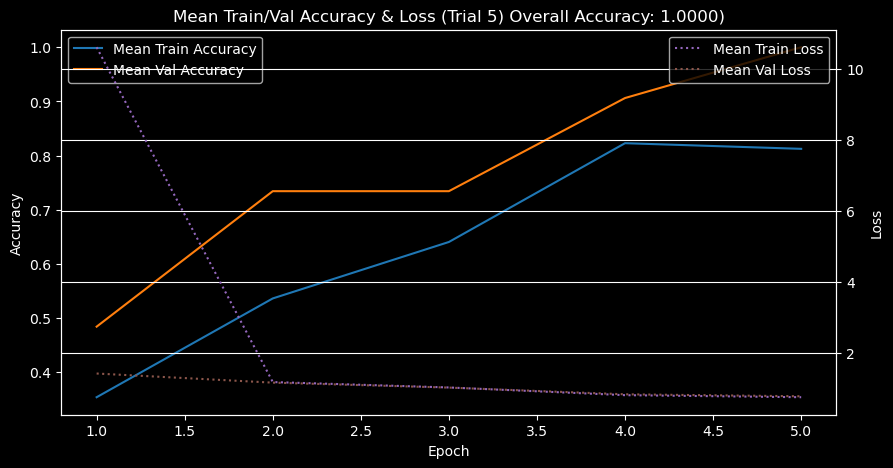 Mean Train/Val Accuracy & Loss (Trial 5) Overall Accuracy: 1.0000)
Mean Train Accuracy
Mean Val Accuracy
Mean Train Loss
Mean Val Loss
1.0
0.9
0.8
0.7
0.6
0.5
0.4
Accuracy
10
8
6
4
2
Loss
1.0 1.5 2.0 2.5 3.0 3.5 4.0 4.5 5.0
Epoch